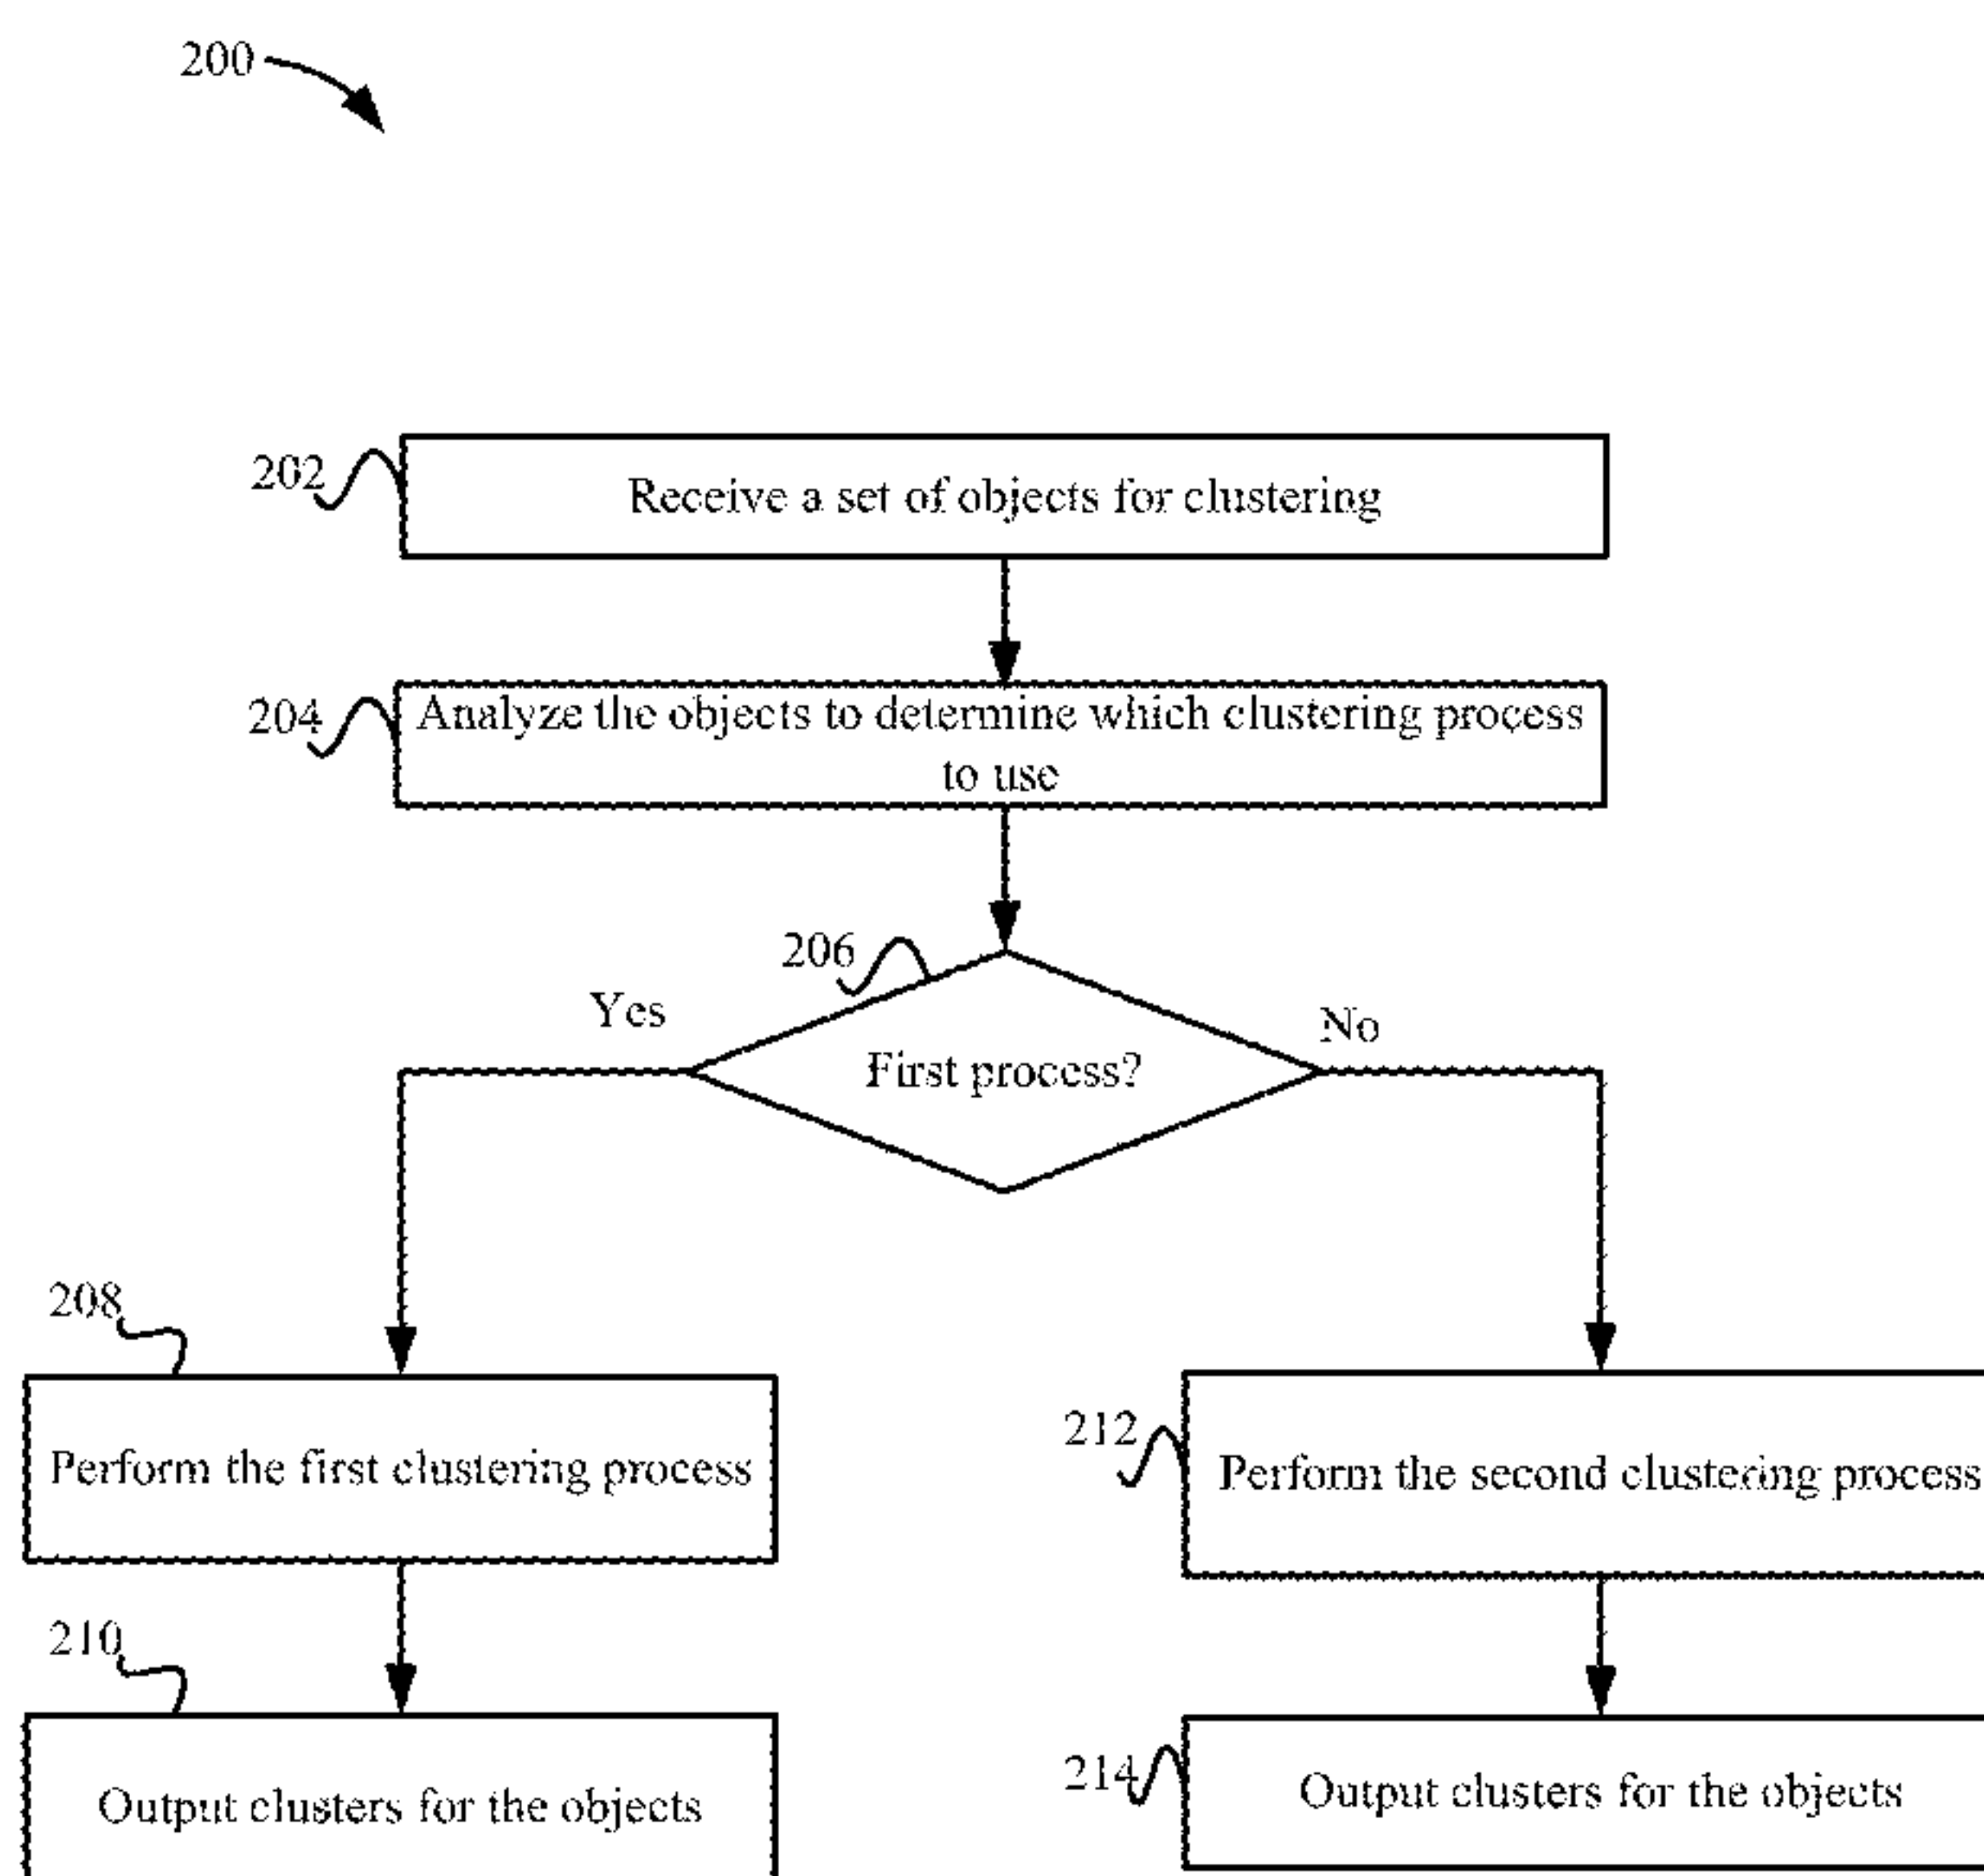 200
202
Receive a set of objects for clustering
204
Analyze the objects to determine which clustering process
to use
206
Yes
No
First process?
208
Perform the first clustering process
212
Perform the second clustering process
210
Output clusters for the objects
214
Output clusters for the objects